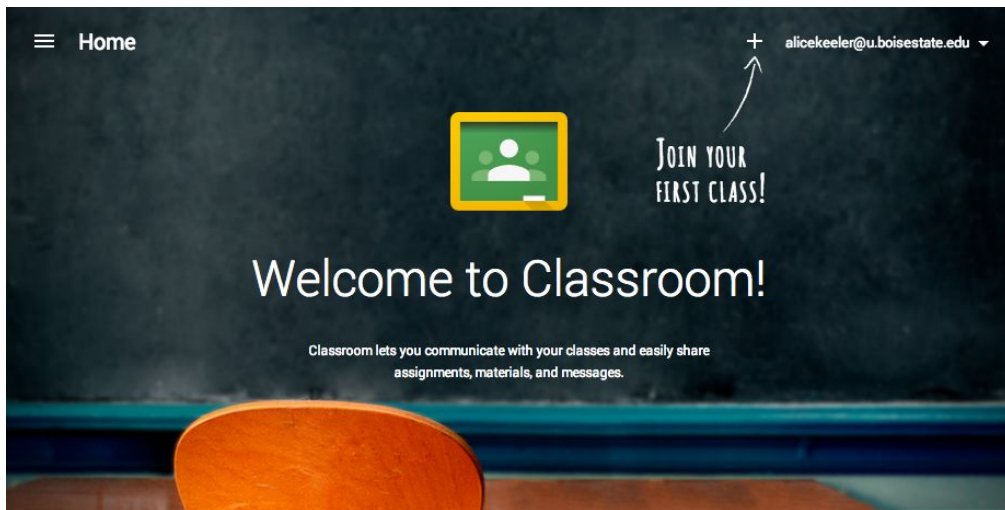 Home
+ alicekeeler@u.boisestate.edu
JOIN YOUR
FIRST CLASS!
Welcome to Classroom!
Classroom lets you communicate with your classes and easily share
assignments, materials, and messages.